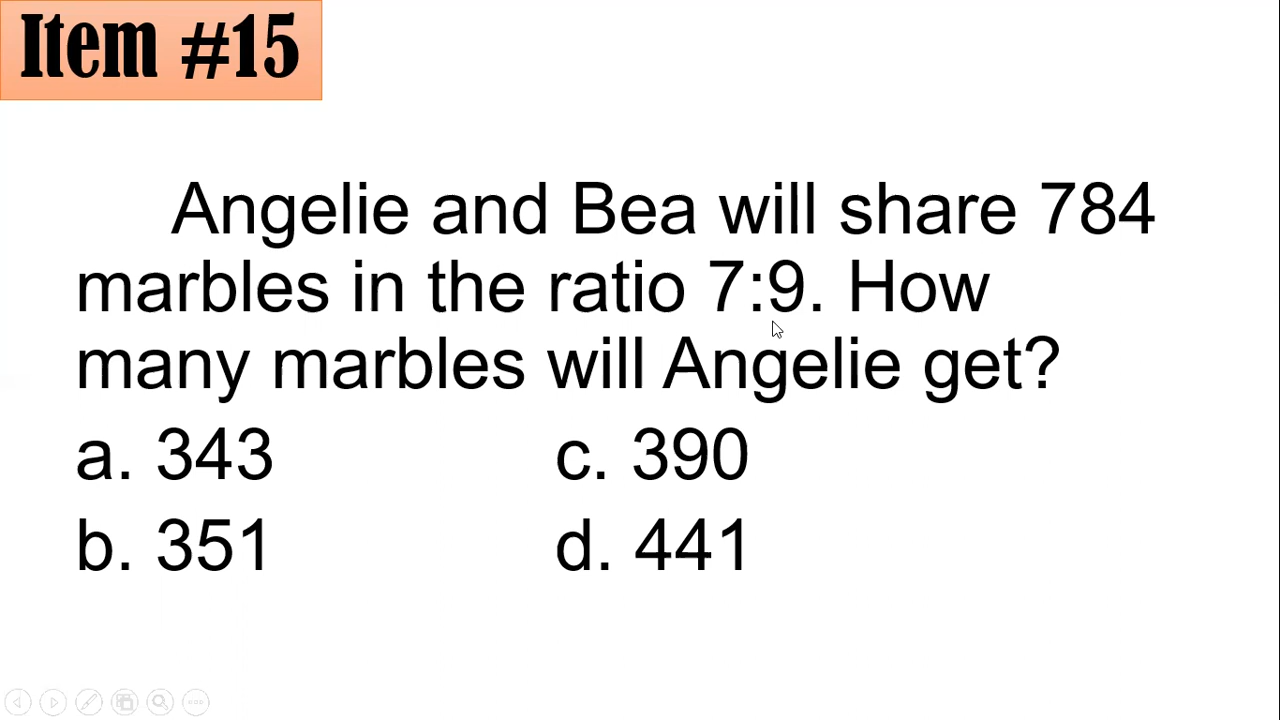 Item #15
Angelie and Bea will share 784
marbles in the ratio 7:9. How
many marbles will Angelie get?
a. 343 c. 390
b. 351 d. 441